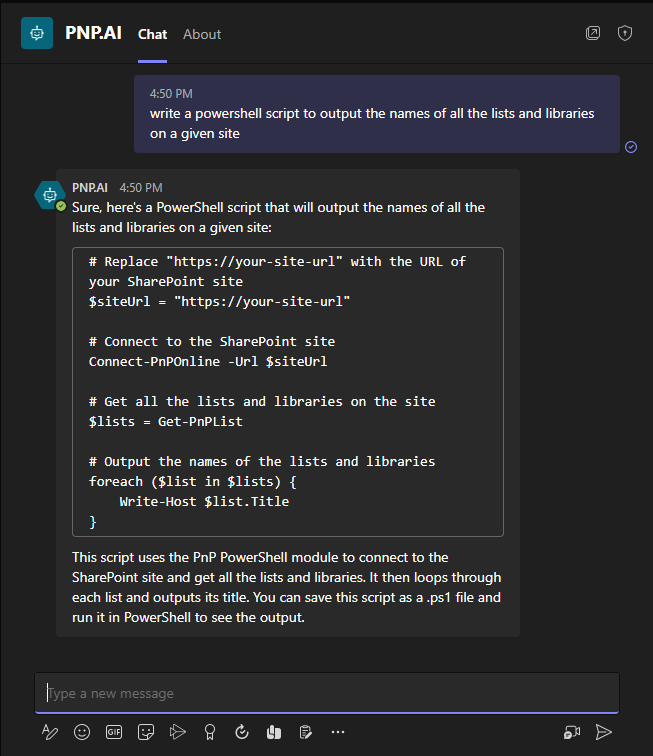 PNP.AI Chat About
4:50 PM
write a powershell script to output the names of all the lists and libraries
on a given site
PNP.AI 4:50 PM
Sure, here's a PowerShell script that will output the names of all the
lists and libraries on a given site:
# Replace "https://your-site-url" with the URL of
your SharePoint site
$siteUrl = "https://your-site-url"
# Connect to the SharePoint site
Connect-PnPOnline -Url $siteUrl
# Get all the lists and libraries on the site
$lists = Get-PnPList
# Output the names of the lists and libraries
foreach ($list in $lists) {
    Write-Host $list.Title
}
This script uses the PnP PowerShell module to connect to the
SharePoint site and get all the lists and libraries. It then loops through
each list and outputs its title. You can save this script as a .ps1 file and
run it in PowerShell to see the output.
Type a new message
GIF